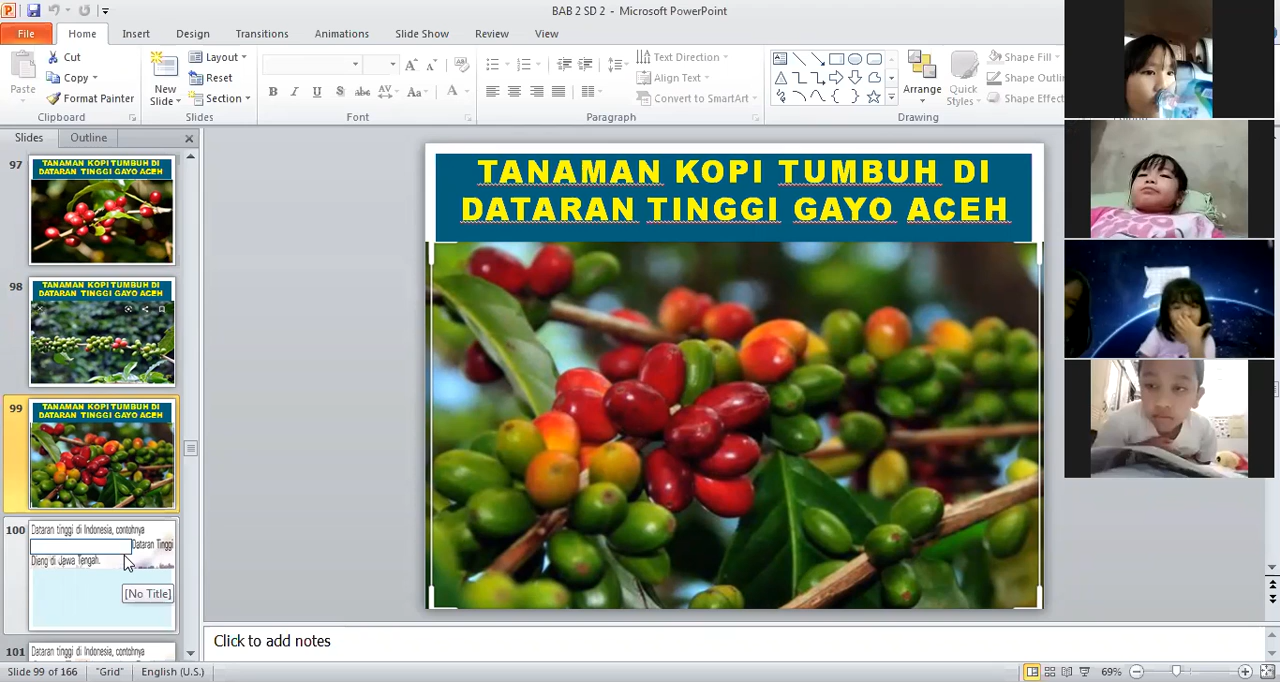 BAB 2 SD 2 - Microsoft PowerPoint
File Home Insert Design Transitions Animations Slide Show Review View
Cut
Copy
Format Painter
Paste
Clipboard
New
Slide
Layout
Reset
Section
Slides
B I U S abc AV Aa A
Font
Text Direction
Align Text
Convert to SmartArt
Paragraph
Arrange
Quick
Styles
Shape Fill
Shape Outli
Shape Effec
Drawing
Slides Outline
97
TANAMAN KOPI TUMBUH DI
DATARAN TINGGI GAYO ACEH
98
TANAMAN KOPI TUMBUH DI
DATARAN TINGGI GAYO ACEH
99
TANAMAN KOPI TUMBUH DI
DATARAN TINGGI GAYO ACEH
100
Dataran tinggi di Indonesia, contohnya
Dataran Tinggi
Dieng di Jawa Tengah.
[No Title]
101
Dataran tinggi di Indonesia, contohnya
TANAMAN KOPI TUMBUH DI
DATARAN TINGGI GAYO ACEH
Click to add notes
Slide 99 of 166 "Grid" English (U.S.) 69%